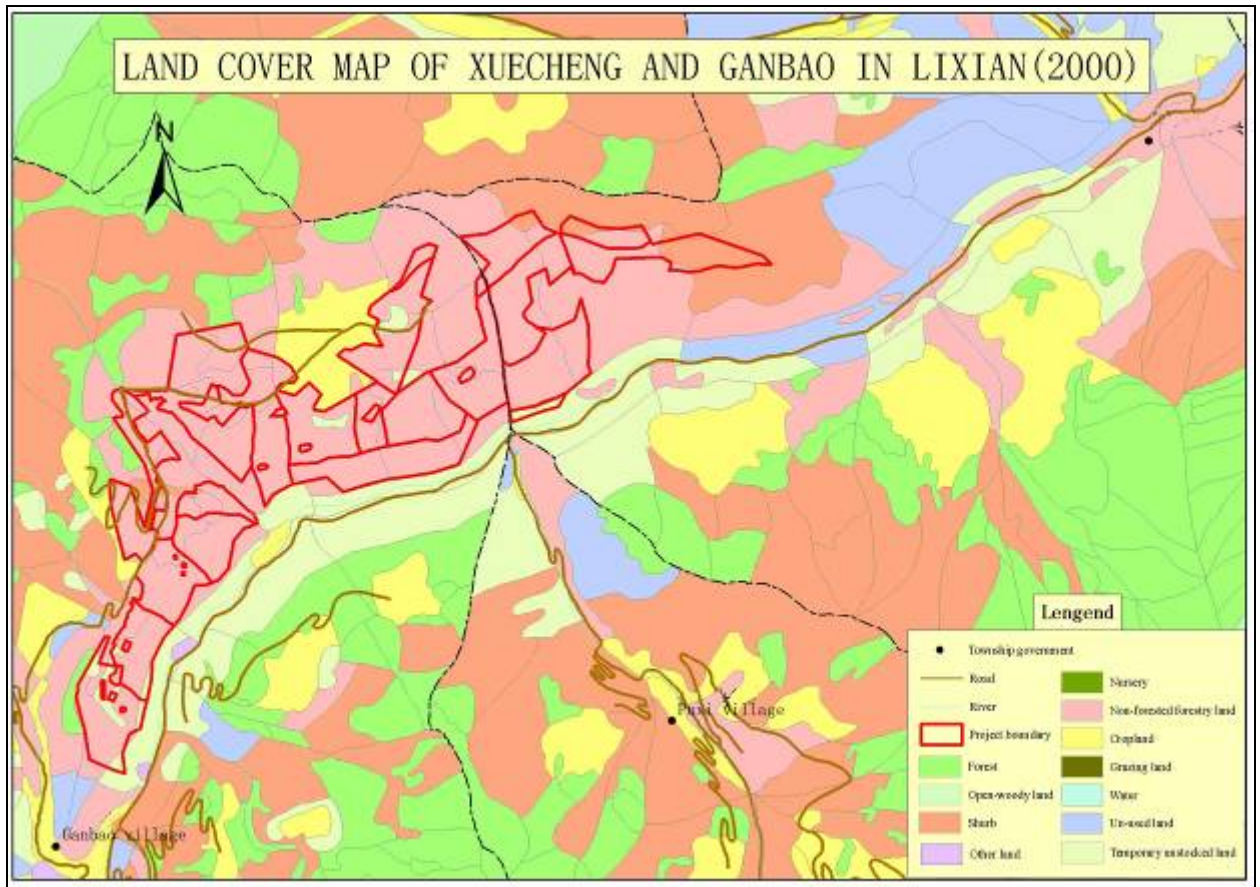 LAND COVER MAP OF XUECHENG AND GANBAO IN LIXIAN(2000)
N
Puxi village
Ganbao village
Lengend
Township government
Road
River
Project boundary
Forest
Open-woody land
Shurb
Other land
Nursery
Non-forested forestry land
Cropland
Grazing land
Water
Un-used land
Temporary unstocked land